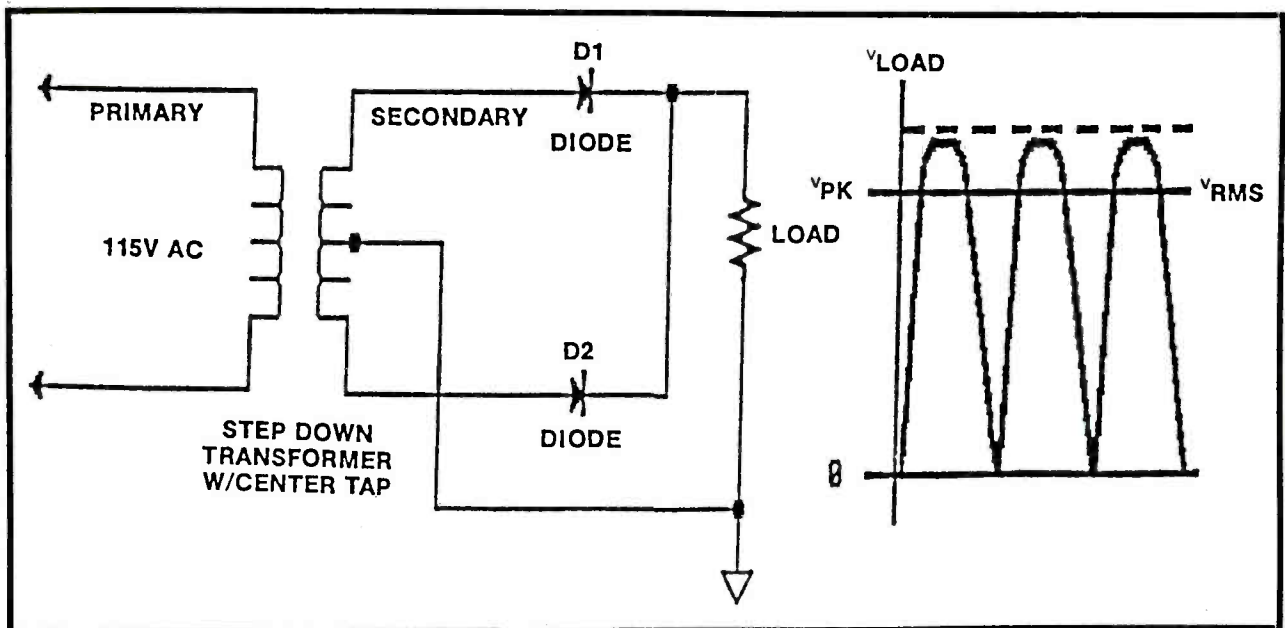 D1
PRIMARY
SECONDARY
DIODE
115V AC
LOAD
D2
DIODE
STEP DOWN
TRANSFORMER
W/CENTER TAP
VLOAD
VPK
VRMS
0